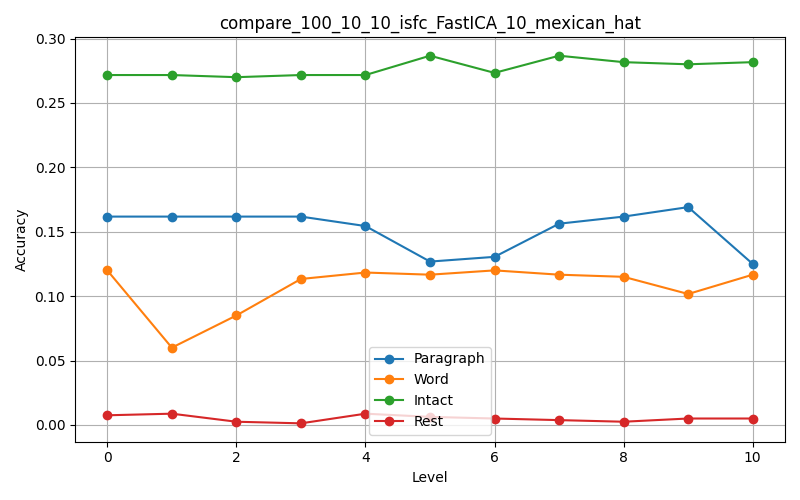 compare_100_10_10_isfc_FastICA_10_mexican_hat
0.30
0.25
0.20
0.15
0.10
0.05
0.00
Accuracy
Paragraph
Word
Intact
Rest
0 2 4 6 8 10
Level